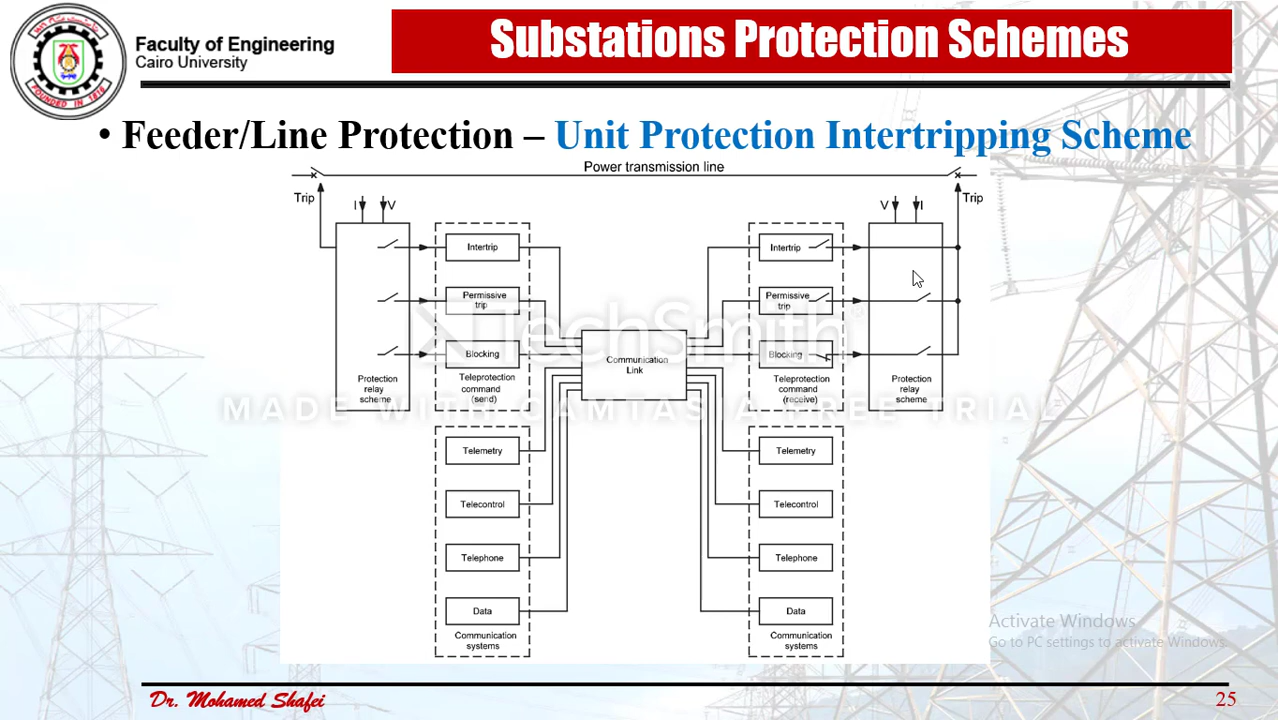 Faculty of Engineering
Cairo University
Substations Protection Schemes
• Feeder/Line Protection – Unit Protection Intertripping Scheme
Power transmission line
Trip
I
V
V
I
Trip
Intertrip
Permissive
trip
Blocking
Teleprotection
command
(send)
Protection
relay
scheme
Communication
Link
Intertrip
Permissive
trip
Blocking
Teleprotection
command
(receive)
Protection
relay
scheme
TechSmith
MADE WITH CAMTASIA FREE TRIAL
Telemetry
Telecontrol
Telephone
Data
Communication
systems
Telemetry
Telecontrol
Telephone
Data
Communication
systems
Activate Windows
Go to PC settings to activate Windows.
Dr. Mohamed Shafei
25